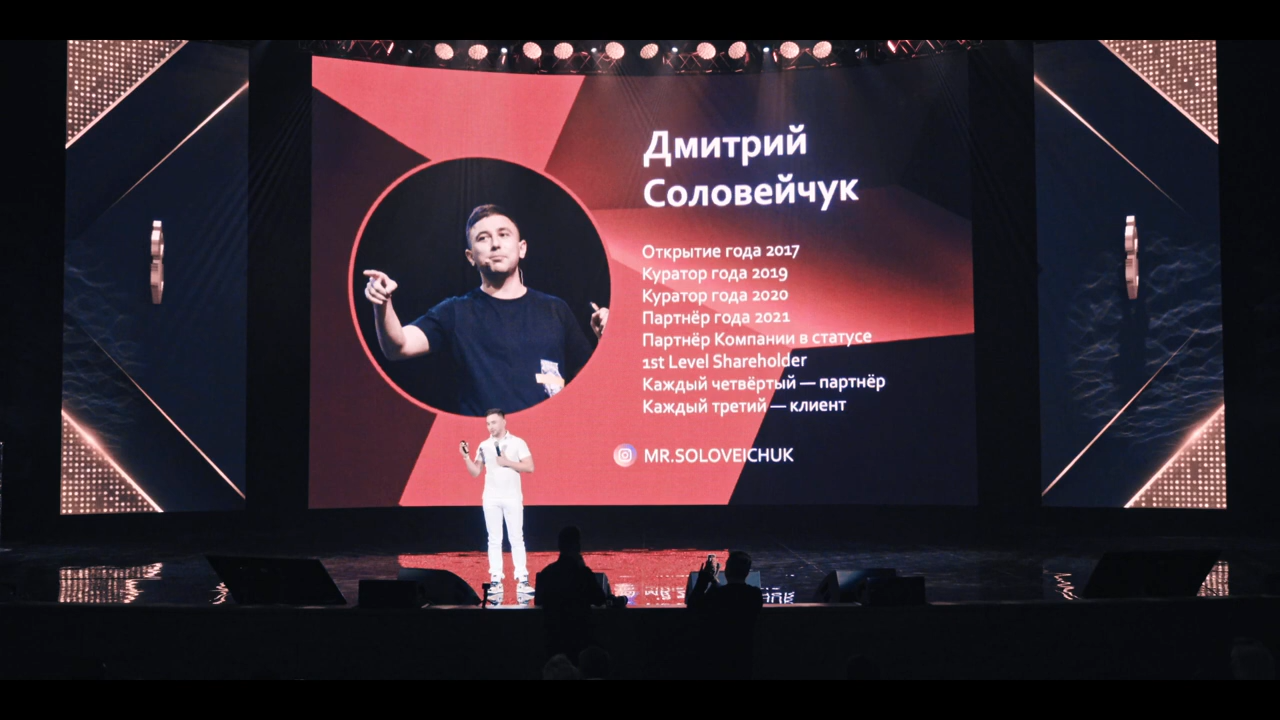 Дмитрий
Соловейчук
Открытие года 2017
Куратор года 2019
Куратор года 2020
Партнёр года 2021
Партнёр Компании в статусе
1st Level Shareholder
Каждый четвёртый — партнёр
Каждый третий — клиент
MR.SOLOVEICHUK